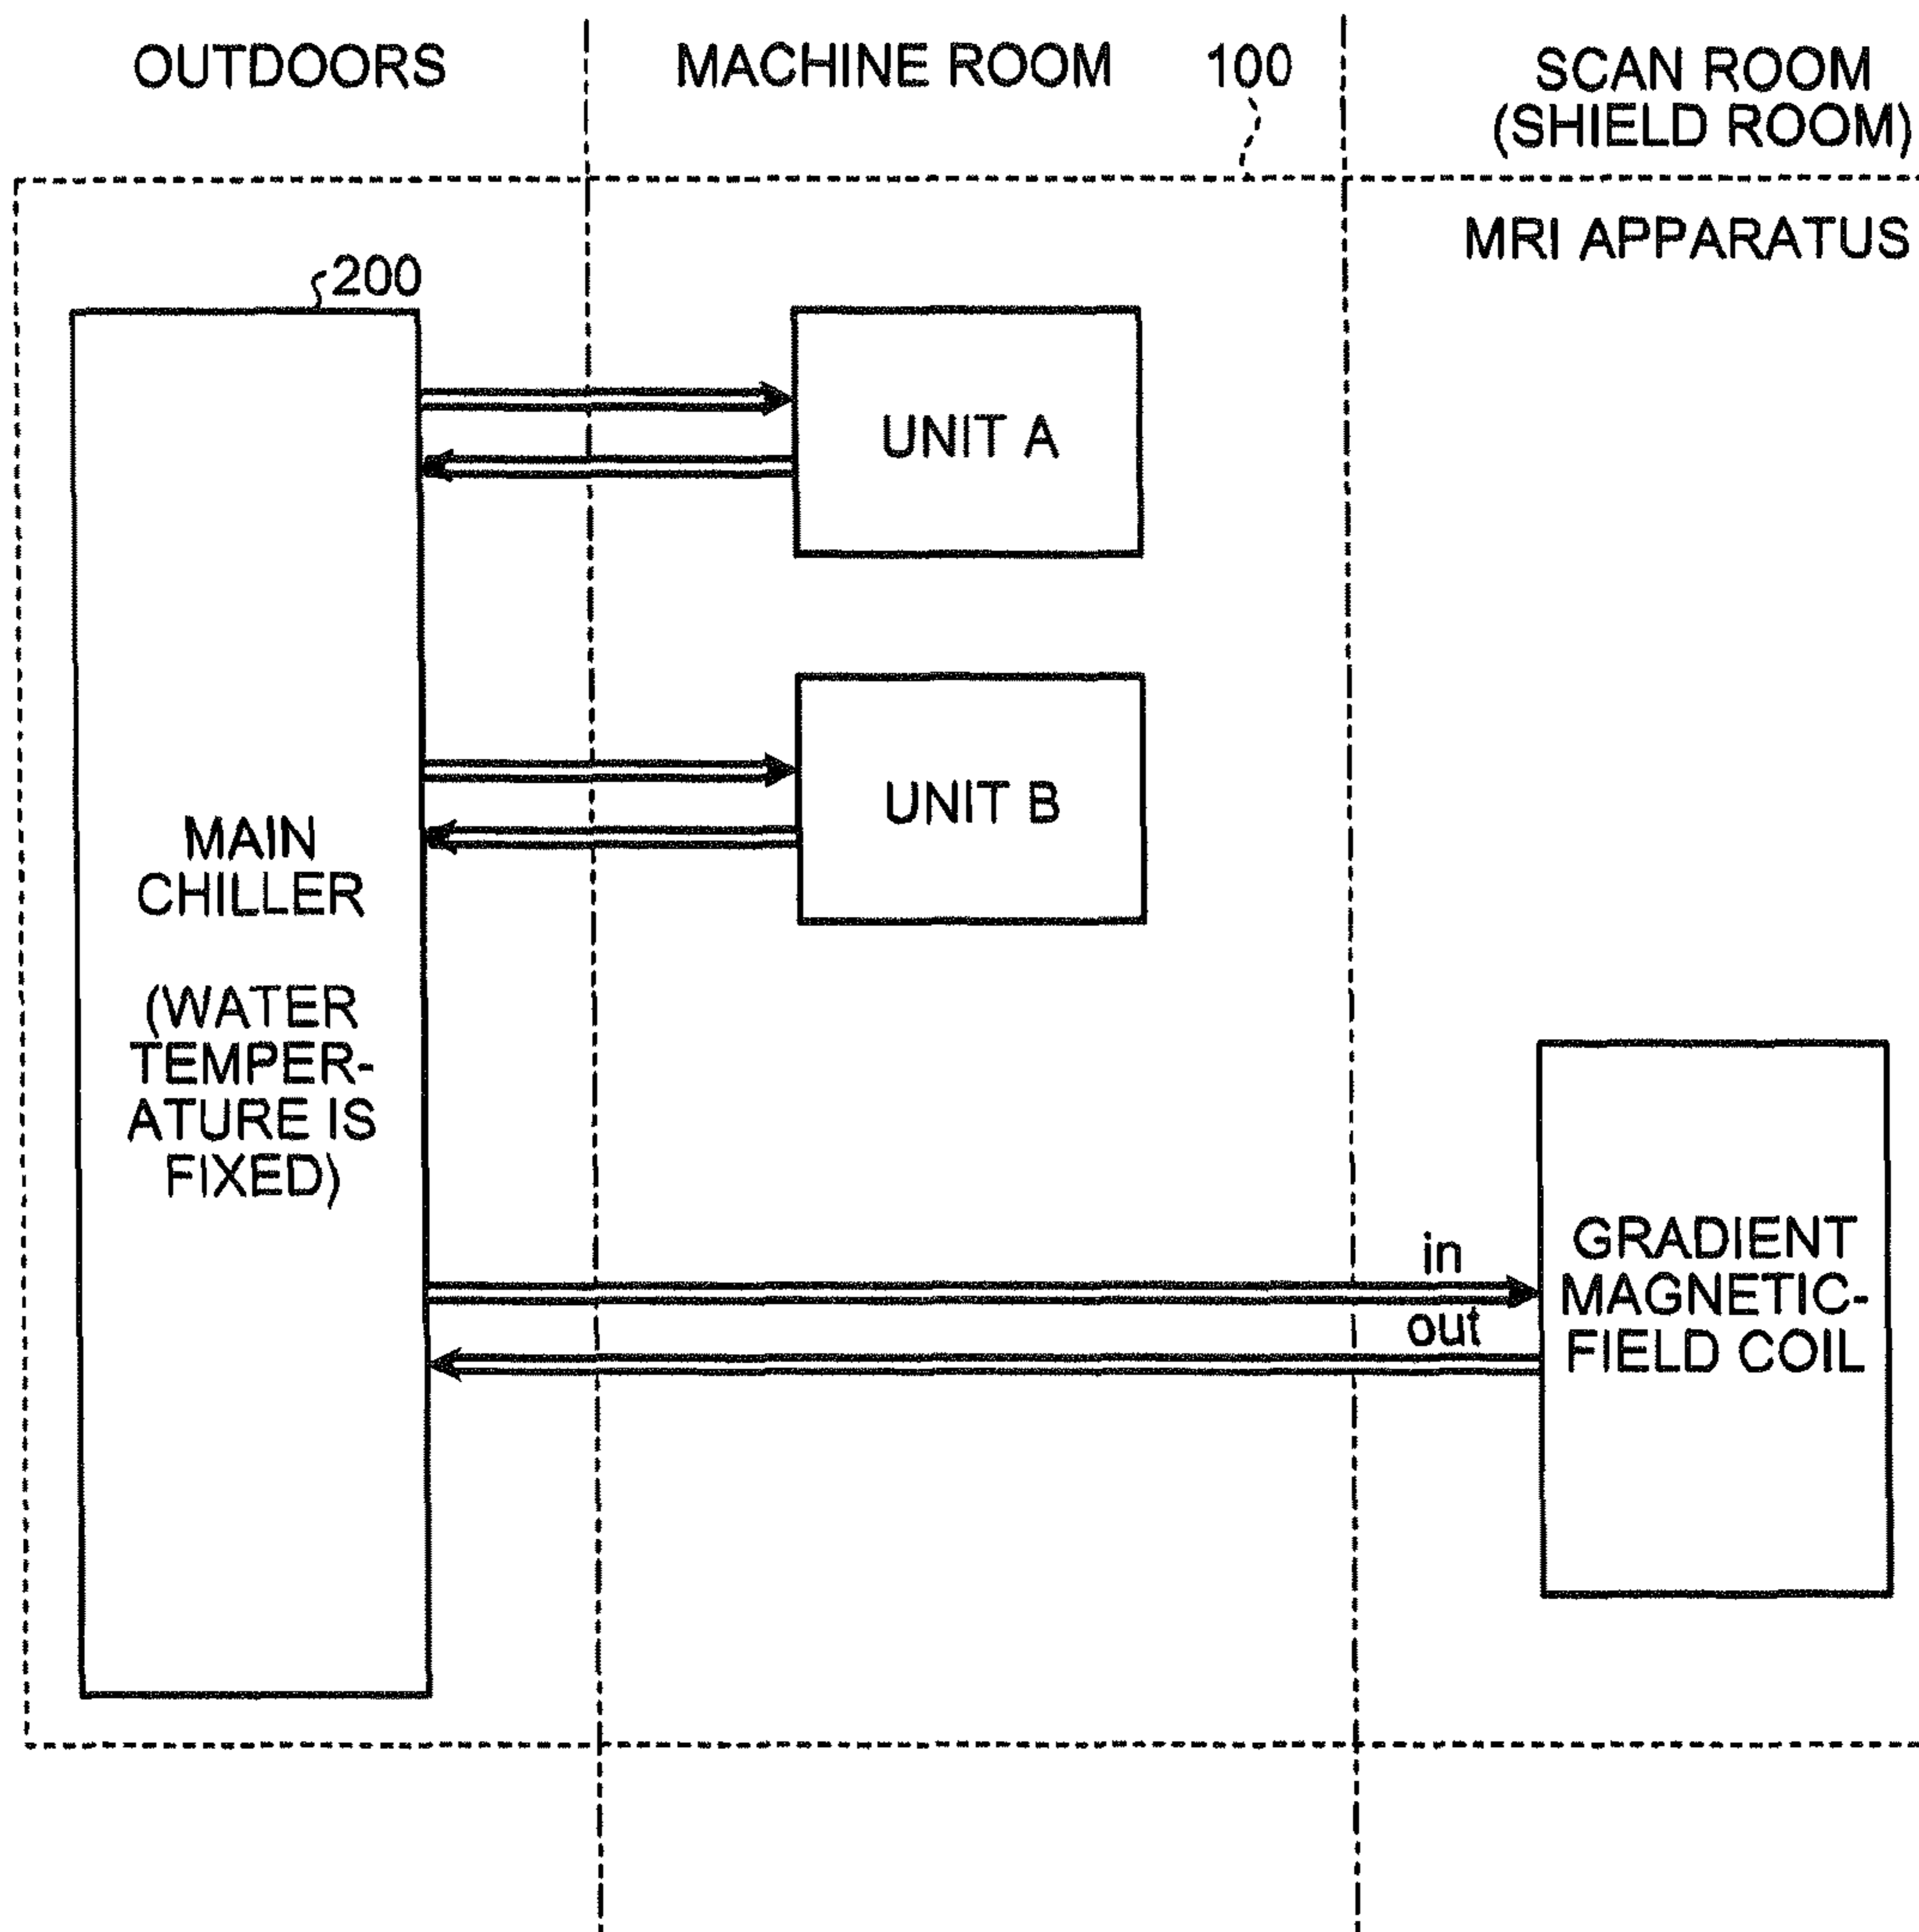 OUTDOORS
MACHINE ROOM
100
SCAN ROOM
(SHIELD ROOM)
MRI APPARATUS
200
UNIT A
UNIT B
MAIN
CHILLER
(WATER
TEMPER-
ATURE IS
FIXED)
in
out
GRADIENT
MAGNETIC-
FIELD COIL